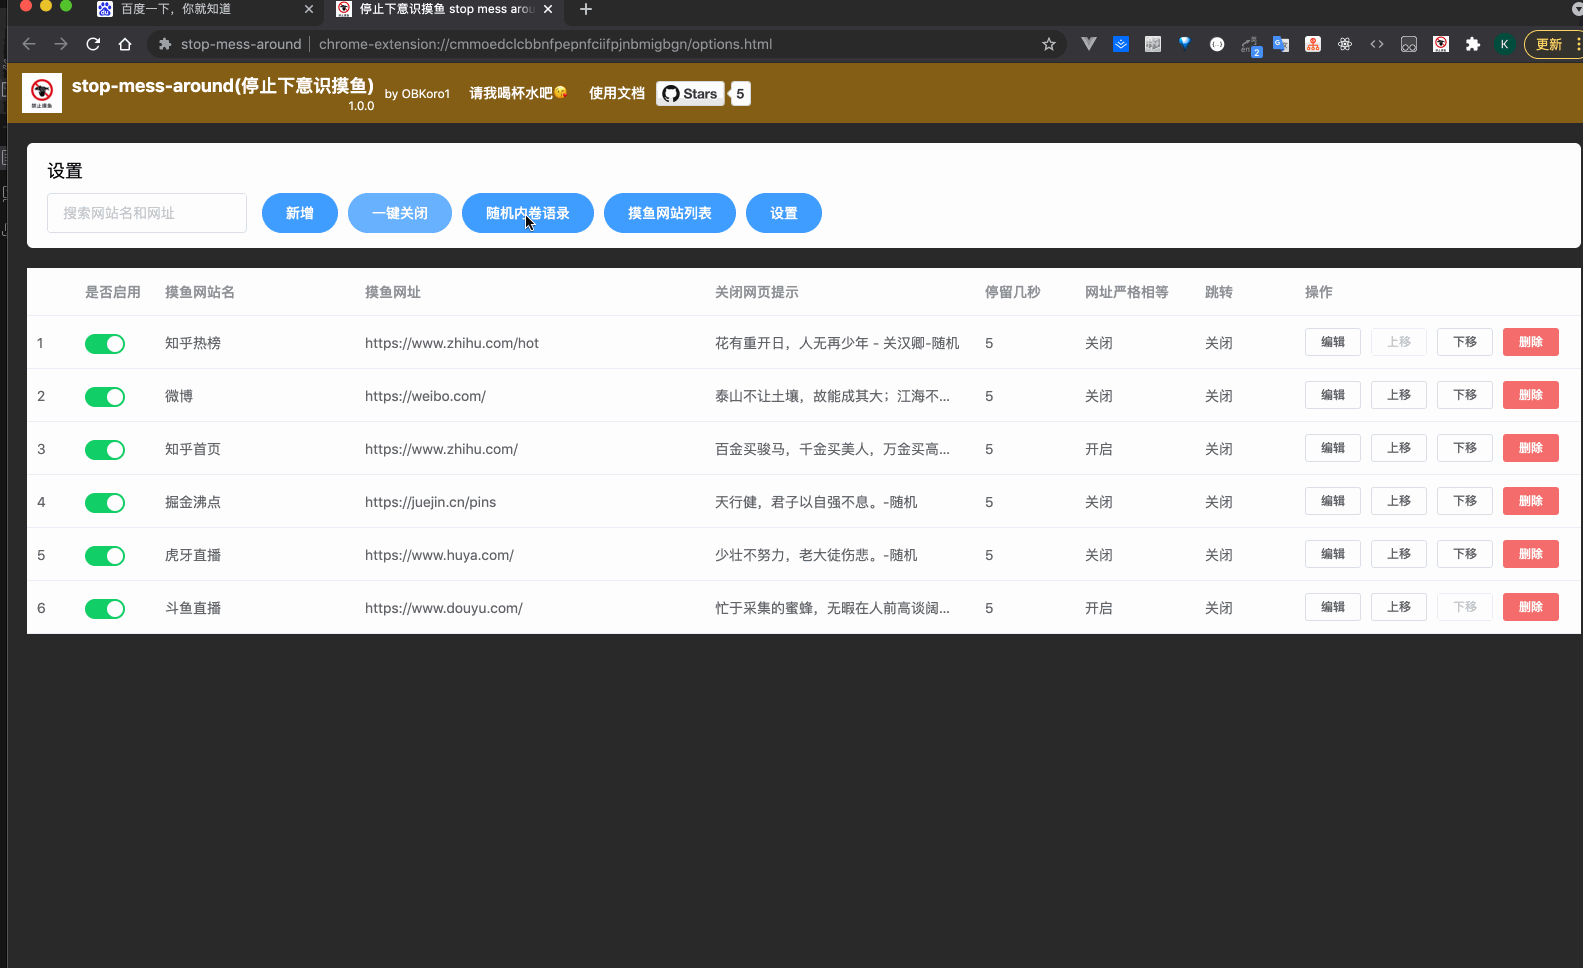 百度一下，你就知道
停止下意识摸鱼 stop mess arou
stop-mess-around
chrome-extension://cmmoedclcbbnfpepnfciifpjnbmigbgn/options.html
2
K
更新
stop-mess-around(停止下意识摸鱼)
1.0.0
by OBKoro1
请我喝杯水吧😘
使用文档
Stars
5
设置
搜索网站名和网址
新增
一键关闭
随机内卷语录
摸鱼网站列表
设置
是否启用 摸鱼网站名 摸鱼网址 关闭网页提示 停留几秒 网址严格相等 跳转 操作
1 知乎热榜 https://www.zhihu.com/hot 花有重开日，人无再少年 - 关汉卿-随机 5 关闭 关闭 编辑 上移 下移 删除
2 微博 https://weibo.com/ 泰山不让土壤，故能成其大；江海不... 5 关闭 关闭 编辑 上移 下移 删除
3 知乎首页 https://www.zhihu.com/ 百金买骏马，千金买美人，万金买高... 5 开启 关闭 编辑 上移 下移 删除
4 掘金沸点 https://juejin.cn/pins 天行健，君子以自强不息。-随机 5 关闭 关闭 编辑 上移 下移 删除
5 虎牙直播 https://www.huya.com/ 少壮不努力，老大徒伤悲。-随机 5 关闭 关闭 编辑 上移 下移 删除
6 斗鱼直播 https://www.douyu.com/ 忙于采集的蜜蜂，无暇在人前高谈阔... 5 开启 关闭 编辑 上移 下移 删除